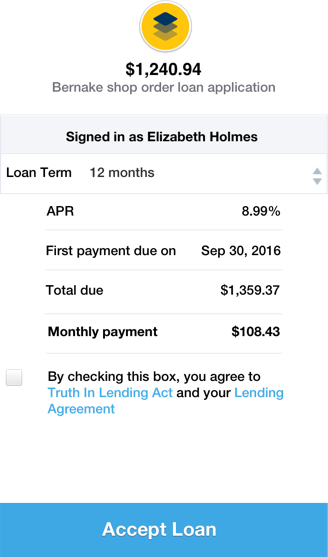 $1,240.94
Bernake shop order loan application
Signed in as Elizabeth Holmes
Loan Term 12 months
APR 8.99%
First payment due on Sep 30, 2016
Total due $1,359.37
Monthly payment $108.43
By checking this box, you agree to
Truth In Lending Act and your Lending
Agreement
Accept Loan